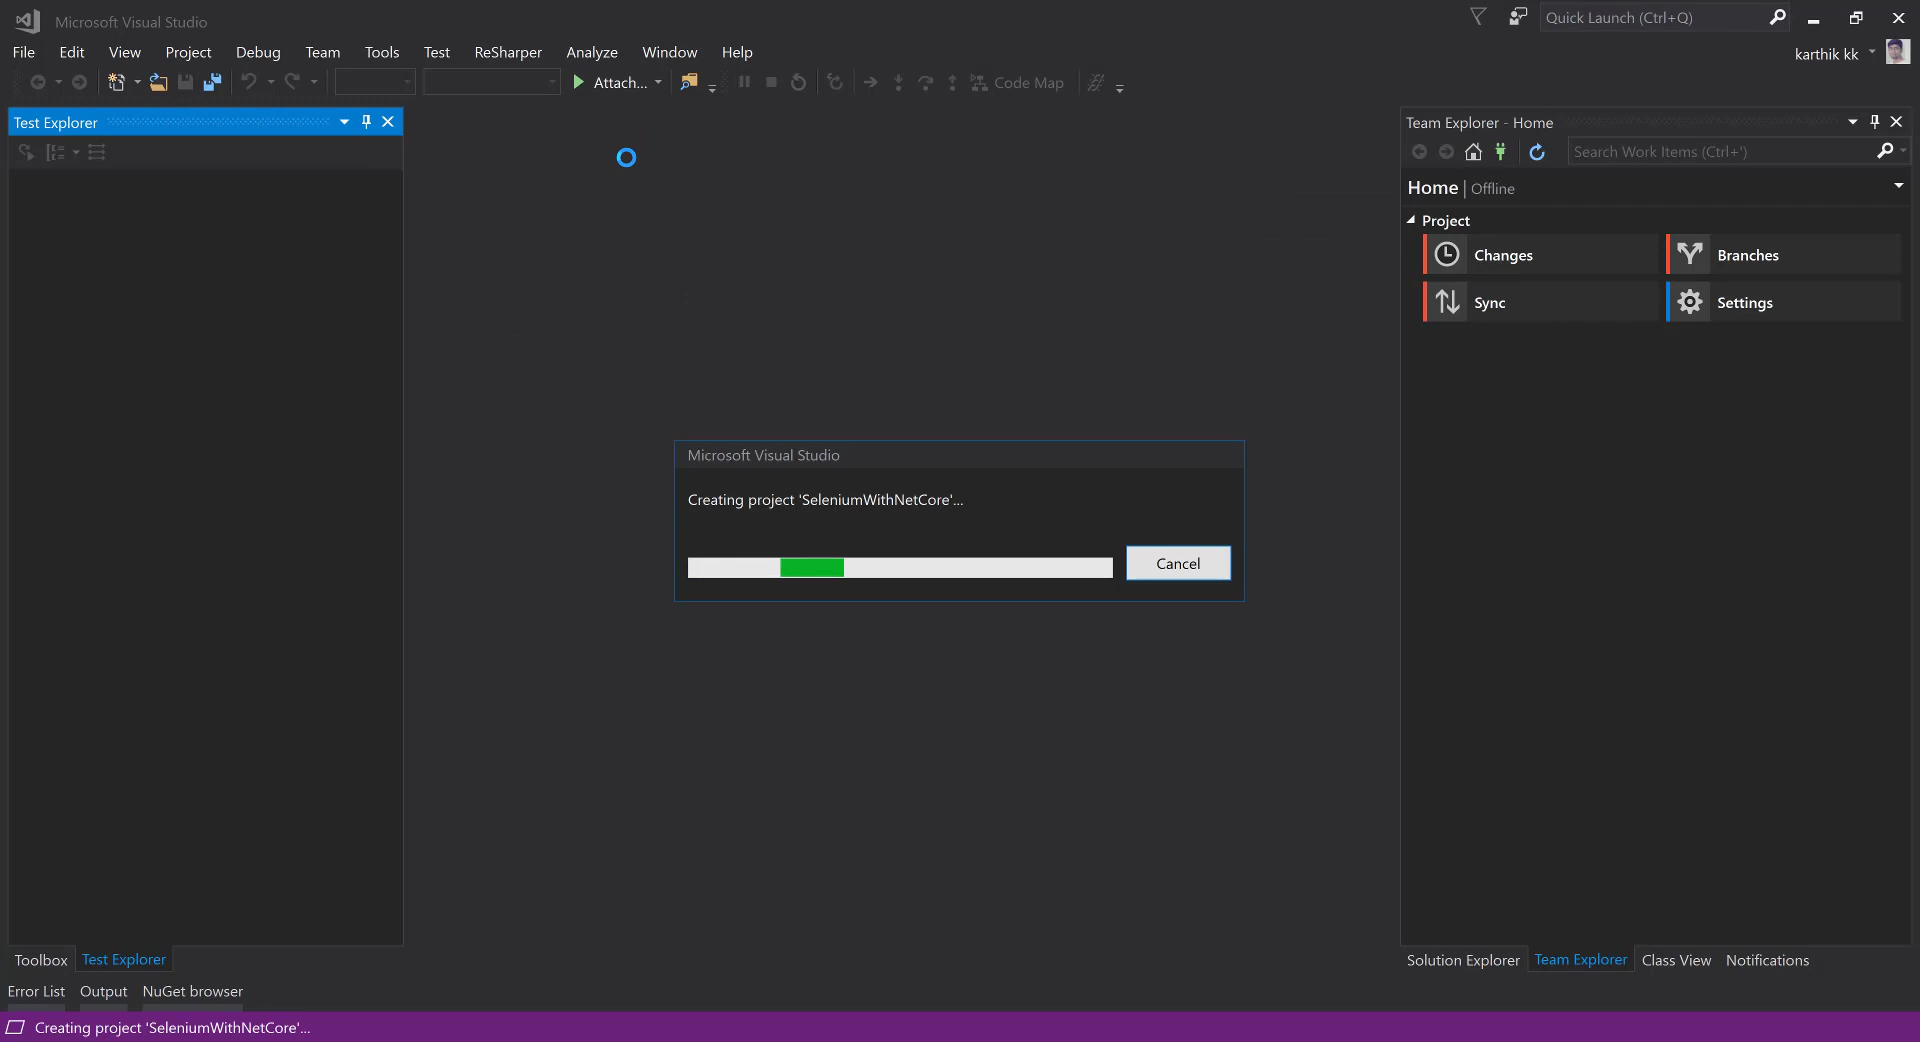 Microsoft Visual Studio
Quick Launch (Ctrl+Q)
File Edit View Project Debug Team Tools Test ReSharper Analyze Window Help
karthik kk
Attach...
Code Map
Test Explorer
Team Explorer - Home
Search Work Items (Ctrl+')
Home | Offline
Project
Changes
Branches
Sync
Settings
Microsoft Visual Studio
Creating project 'SeleniumWithNetCore'...
Cancel
Toolbox Test Explorer
Solution Explorer Team Explorer Class View Notifications
Error List Output NuGet browser
Creating project 'SeleniumWithNetCore'...